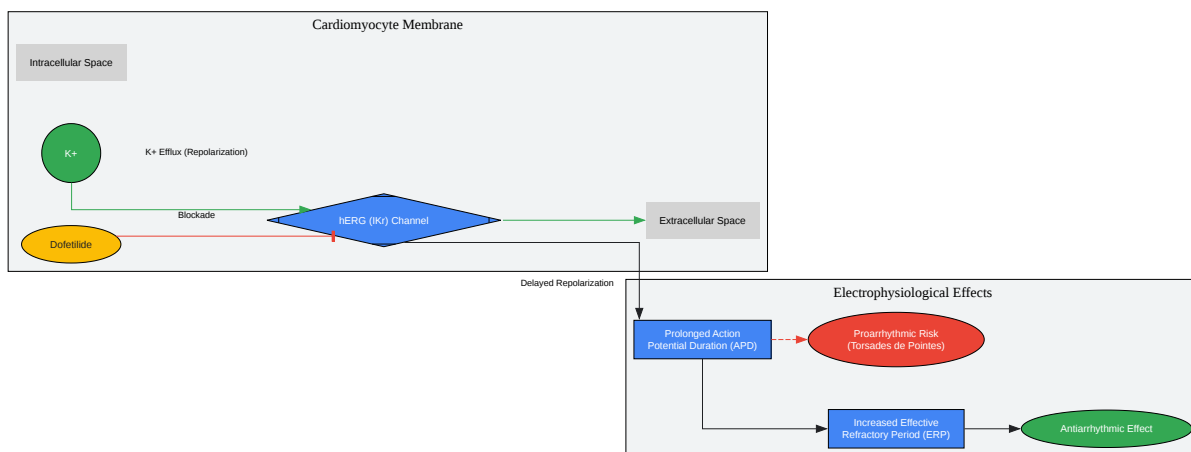 Cardiomyocyte Membrane
Intracellular Space
K+
K+ Efflux (Repolarization)
Blockade
hERG (IKr) Channel
Extracellular Space
Dofetilide
Delayed Repolarization
Electrophysiological Effects
Prolonged Action
Potential Duration (APD)
Proarrhythmic Risk
(Torsades de Pointes)
Increased Effective
Refractory Period (ERP)
Antiarrhythmic Effect